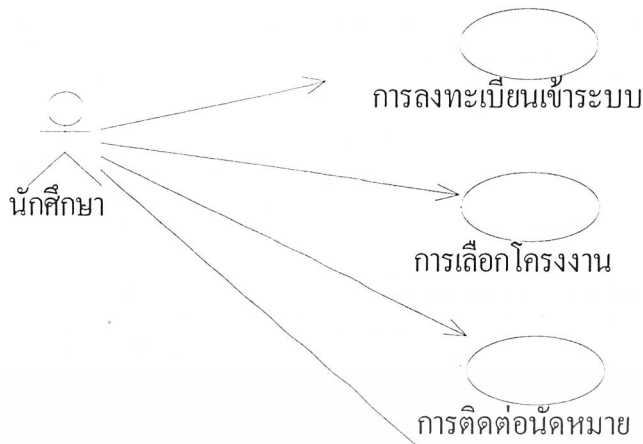 การลงทะเบียนเข้าระบบ
นักศึกษา
การเลือกโครงงาน
การติดต่อนัดหมาย